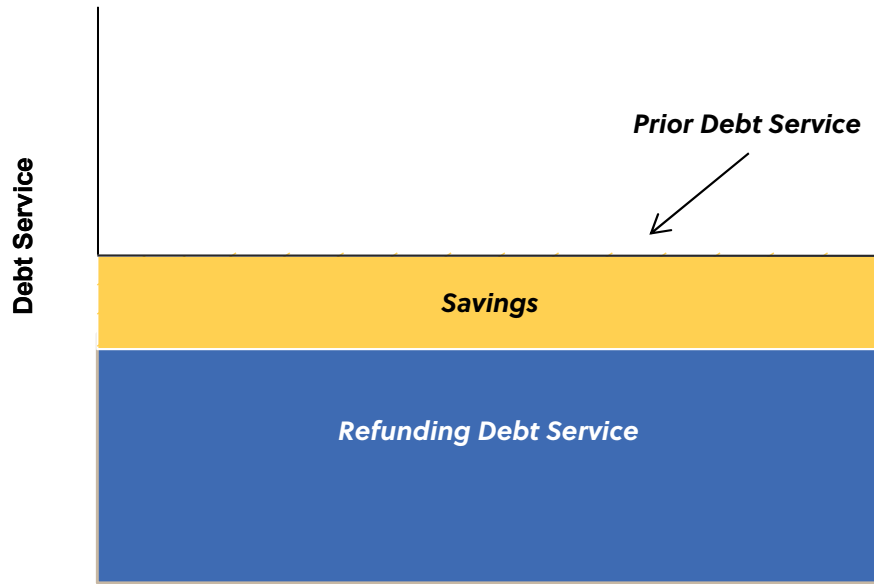 Prior Debt Service
Debt Service
Savings
Refunding Debt Service